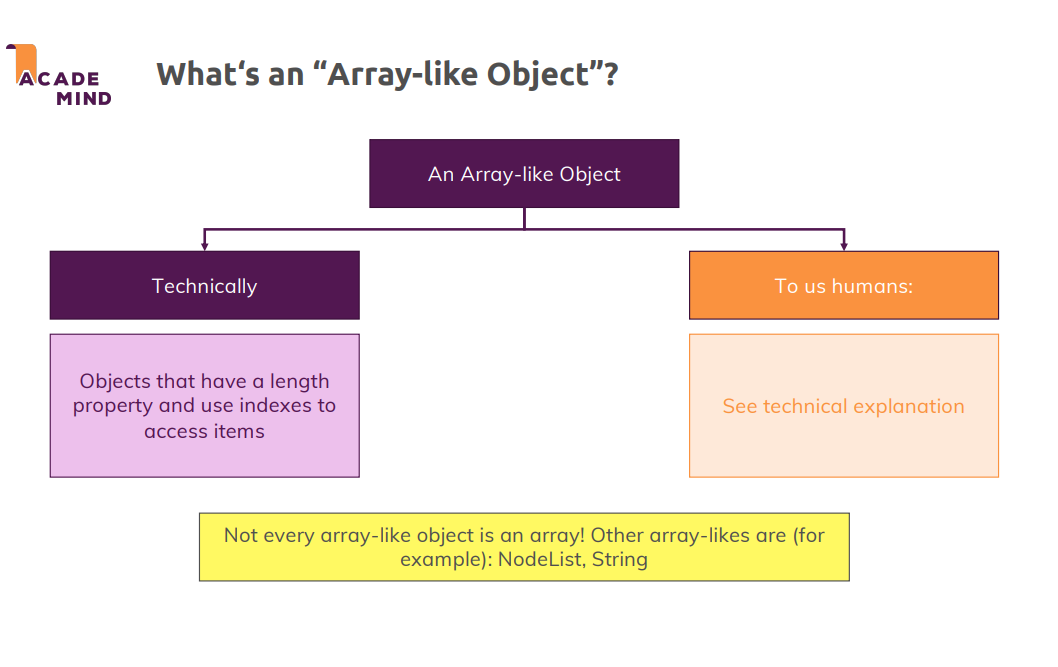 ACADE
MIND
What‘s an “Array-like Object”?
An Array-like Object
Technically
To us humans:
Objects that have a length
property and use indexes to
access items
See technical explanation
Not every array-like object is an array! Other array-likes are (for
example): NodeList, String